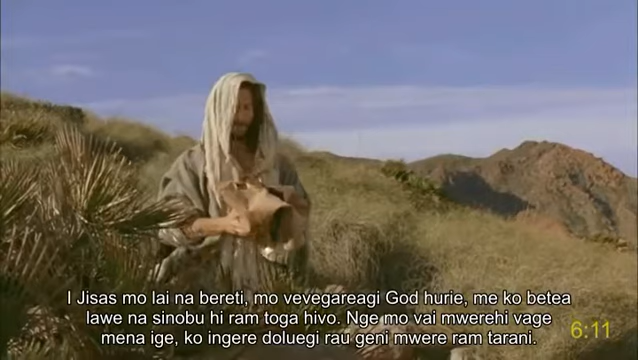 I Jisas mo lai na bereti, mo vevegareagi God hurie, me ko betea
lawe na sinobu hi ram toga hivo. Nge mo vai mwerehi vage
mena ige, ko ingere doluegi rau geni mwere ram tarani.
6:11